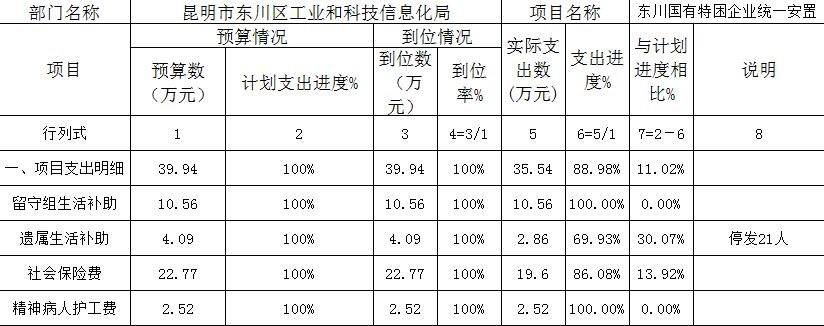 部门名称 昆明市东川区工业和科技信息化局 项目名称 东川国有特困企业统一安置
项目 预算情况 到位情况 实际支出数(万元) 支出进度% 与计划进度相比% 说明
预算数（万元） 计划支出进度% 到位数（万元） 到位率%
行列式 1 2 3 4=3/1 5 6=5/1 7=2－6 8
一、项目支出明细 39.94 100% 39.94 100% 35.54 88.98% 11.02%
留守组生活补助 10.56 100% 10.56 100% 10.56 100.00% 0.00%
遗属生活补助 4.09 100% 4.09 100% 2.86 69.93% 30.07% 停发21人
社会保险费 22.77 100% 22.77 100% 19.6 86.08% 13.92%
精神病人护工费 2.52 100% 2.52 100% 2.52 100.00% 0.00%